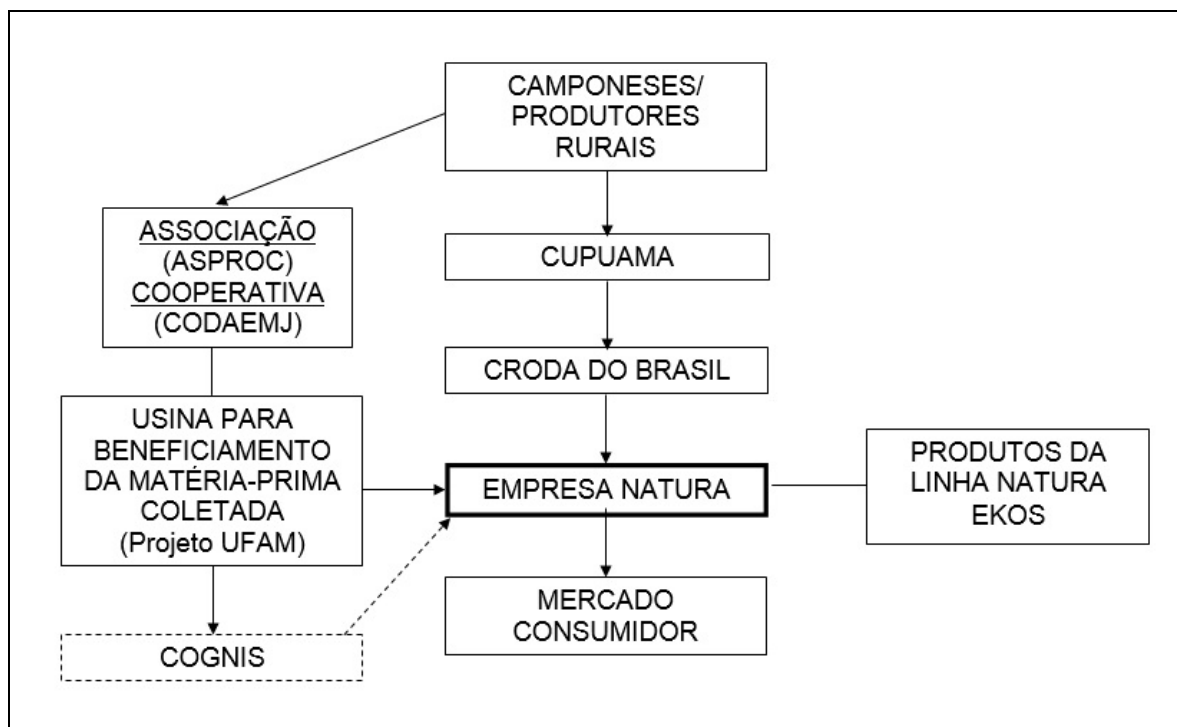 CAMPONESES/
PRODUTORES
RURAIS
ASSOCIAÇÃO
(ASPROC)
COOPERATIVA
(CODAEMJ)
CUPUAMA
CRODA DO BRASIL
USINA PARA
BENEFICIAMENTO
DA MATÉRIA-PRIMA
COLETADA
(Projeto UFAM)
EMPRESA NATURA
PRODUTOS DA
LINHA NATURA
EKOS
MERCADO
CONSUMIDOR
COGNIS